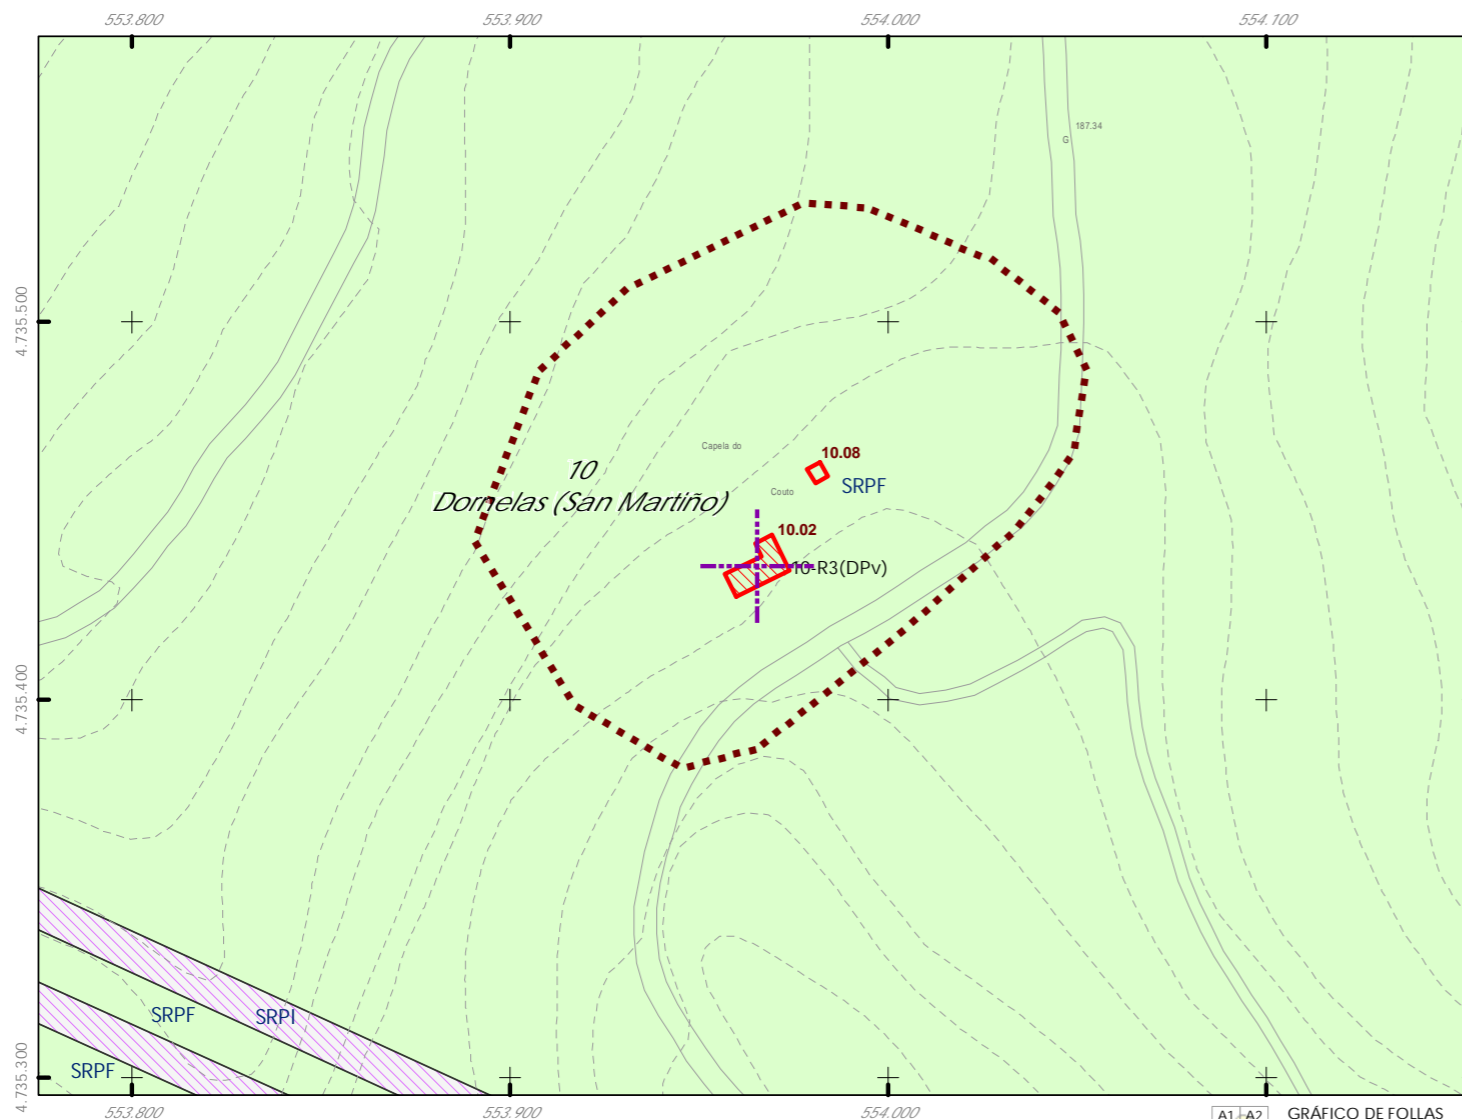 553.800
553.900
554.000
554.100
187.34
G
4.735.500
Capela do
10.08
10
Dornelas (San Martiño)
SRPF
Couto
10.02
10-R3(DPv)
4.735.400
SRPF
SRPI
SRPF
4.735.300
553.800
553.900
554.000
A1 A2
GRÁFICO DE FOLLAS